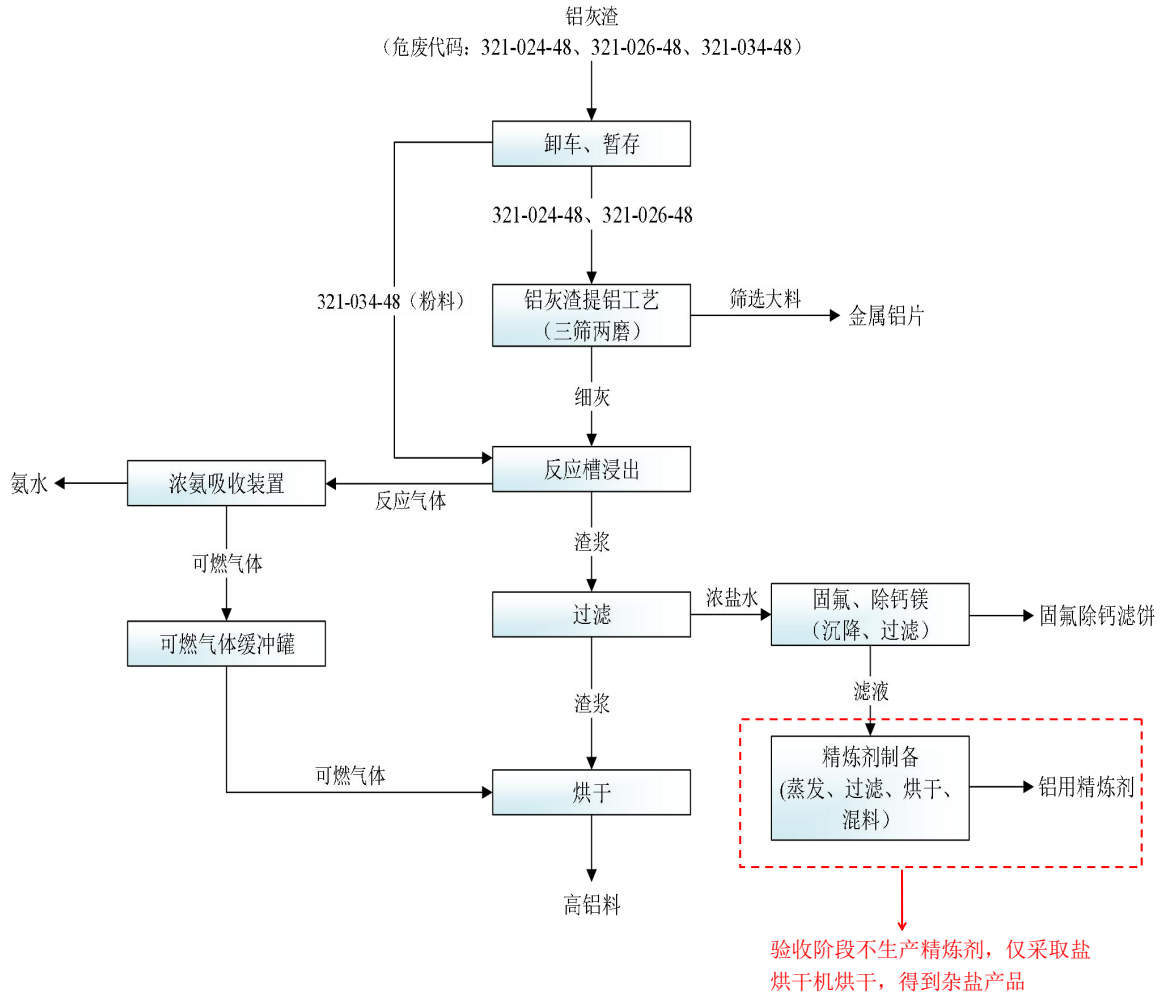 铝灰渣
（危废代码：321-024-48、321-026-48、321-034-48）
卸车、暂存
321-024-48、321-026-48
321-034-48（粉料）
铝灰渣提铝工艺
（三筛两磨）
筛选大料
金属铝片
细灰
反应槽浸出
反应气体
浓氨吸收装置
氨水
可燃气体
渣浆
过滤
浓盐水
固氟、除钙镁
（沉降、过滤）
固氟除钙滤饼
可燃气体缓冲罐
渣浆
滤液
精炼剂制备
(蒸发、过滤、烘干、
混料）
铝用精炼剂
可燃气体
烘干
高铝料
验收阶段不生产精炼剂，仅采取盐
烘干机烘干，得到杂盐产品